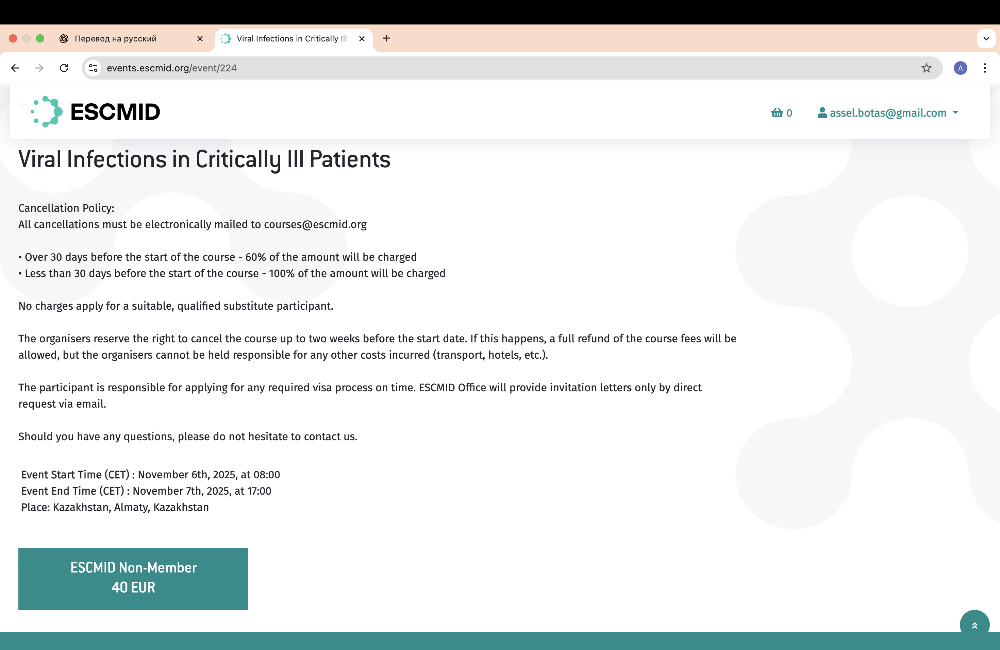 Перевод на русский
Viral Infections in Critically Ill
events.escmid.org/event/224
A
ESCMID
0
assel.botas@gmail.com
Viral Infections in Critically Ill Patients
Cancellation Policy:
All cancellations must be electronically mailed to courses@escmid.org
• Over 30 days before the start of the course - 60% of the amount will be charged
• Less than 30 days before the start of the course - 100% of the amount will be charged
No charges apply for a suitable, qualified substitute participant.
The organisers reserve the right to cancel the course up to two weeks before the start date. If this happens, a full refund of the course fees will be
allowed, but the organisers cannot be held responsible for any other costs incurred (transport, hotels, etc.).
The participant is responsible for applying for any required visa process on time. ESCMID Office will provide invitation letters only by direct
request via email.
Should you have any questions, please do not hesitate to contact us.
Event Start Time (CET) : November 6th, 2025, at 08:00
Event End Time (CET) : November 7th, 2025, at 17:00
Place: Kazakhstan, Almaty, Kazakhstan
ESCMID Non-Member
40 EUR